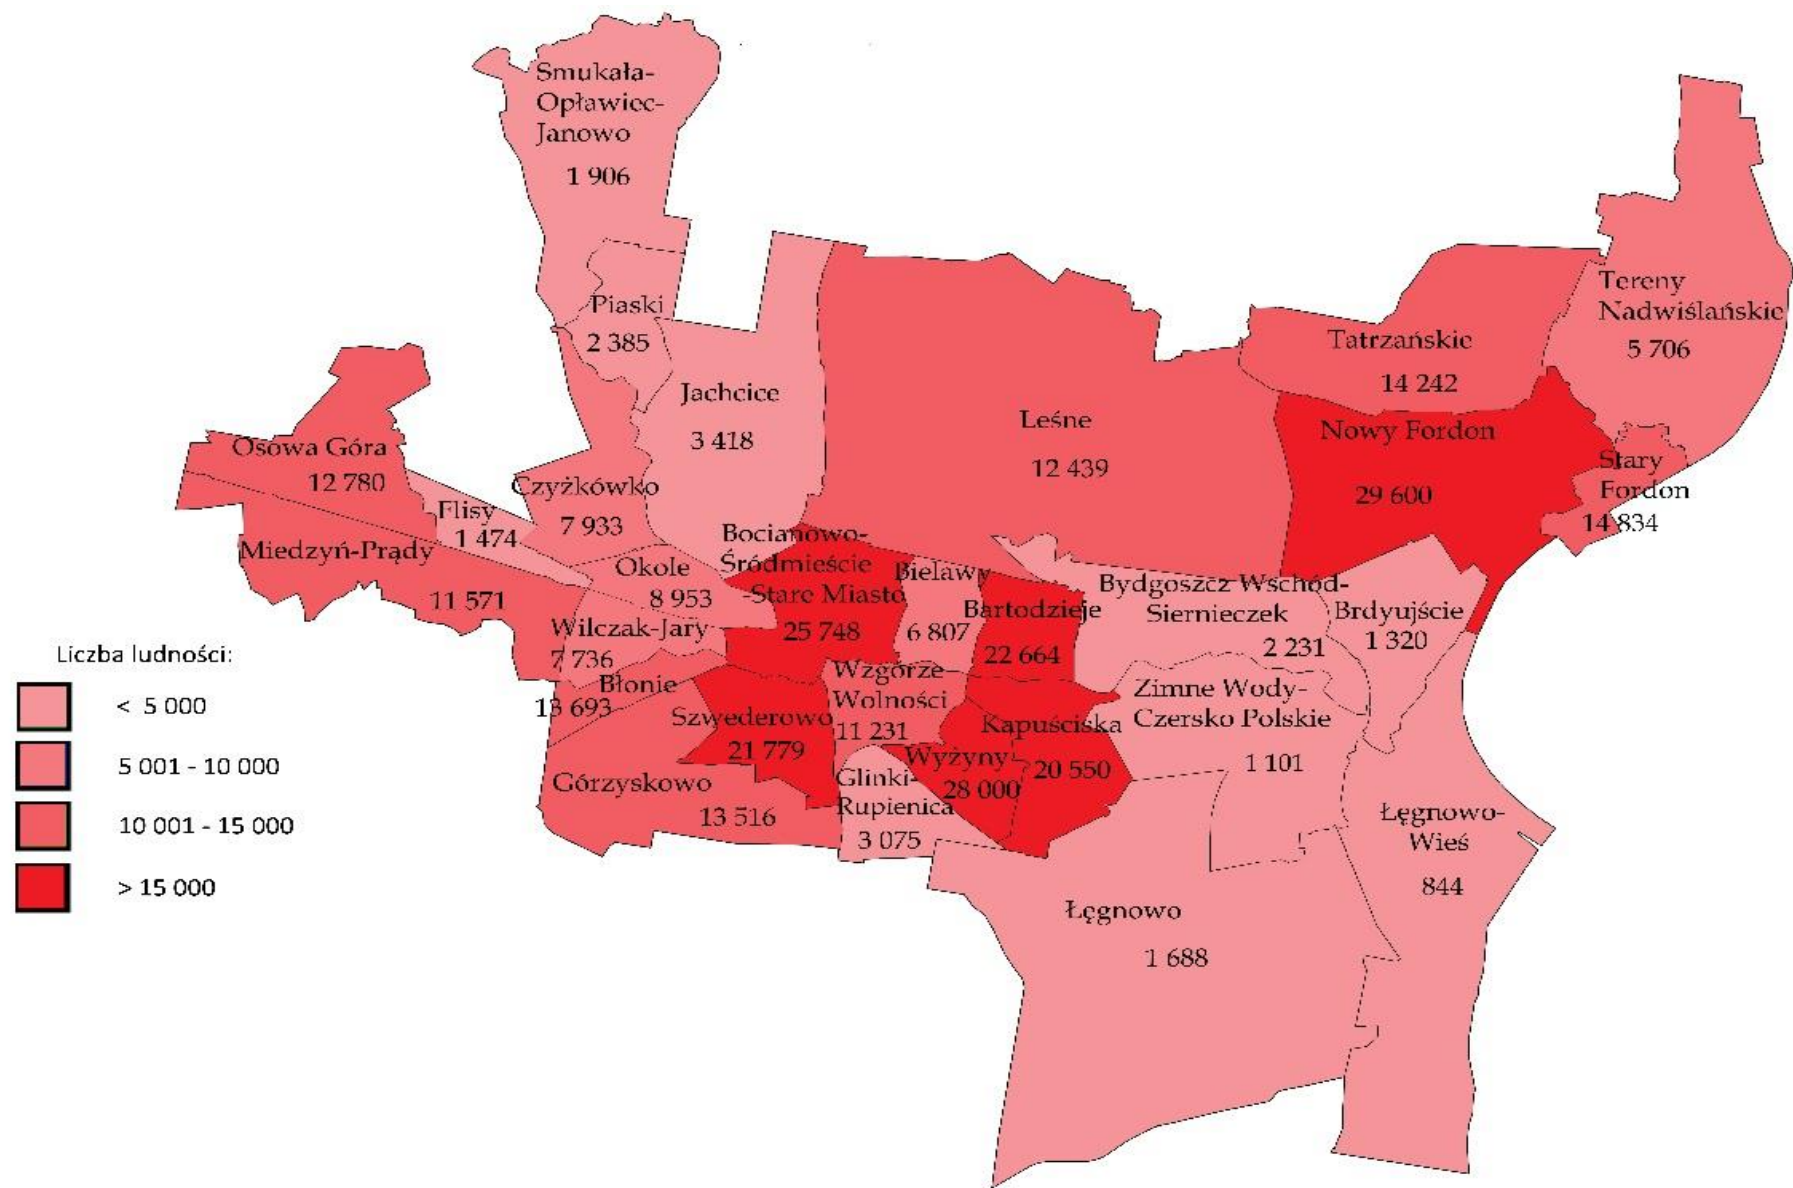 Smukała-
Opławiec-
Janowo
1 906
Piaski
2 385
Jachcice
3 418
Tereny
Nadwiślańskie
5 706
Tatrzańskie
14 242
Leśne
12 439
Nowy Fordon
29 600
Stary
Fordon
14 834
Osowa Góra
12 780
Flisy
1 474
Czyżkówko
7 933
Miedzyń-Prądy
11 571
Okole
8 953
Bocianowo-
Śródmieście
-Stare Miasto
25 748
Bielawy
6 807
Bartodzieje
22 664
Bydgoszcz Wschód-
Siernieczek
2 231
Brdyujście
1 320
Wilczak-Jary
7 736
Błonie
13 693
Szwederowo
21 779
Wzgórze-
Wolności
11 231
Kapuściska
20 550
Zimne Wody-
Czersko Polskie
1 101
Górzyskowo
13 516
Glinki-
Rupienica
3 075
Wyżyny
28 000
Łęgnowo-
Wieś
844
Łęgnowo
1 688
Liczba ludności:
< 5 000
5 001 - 10 000
10 001 - 15 000
> 15 000